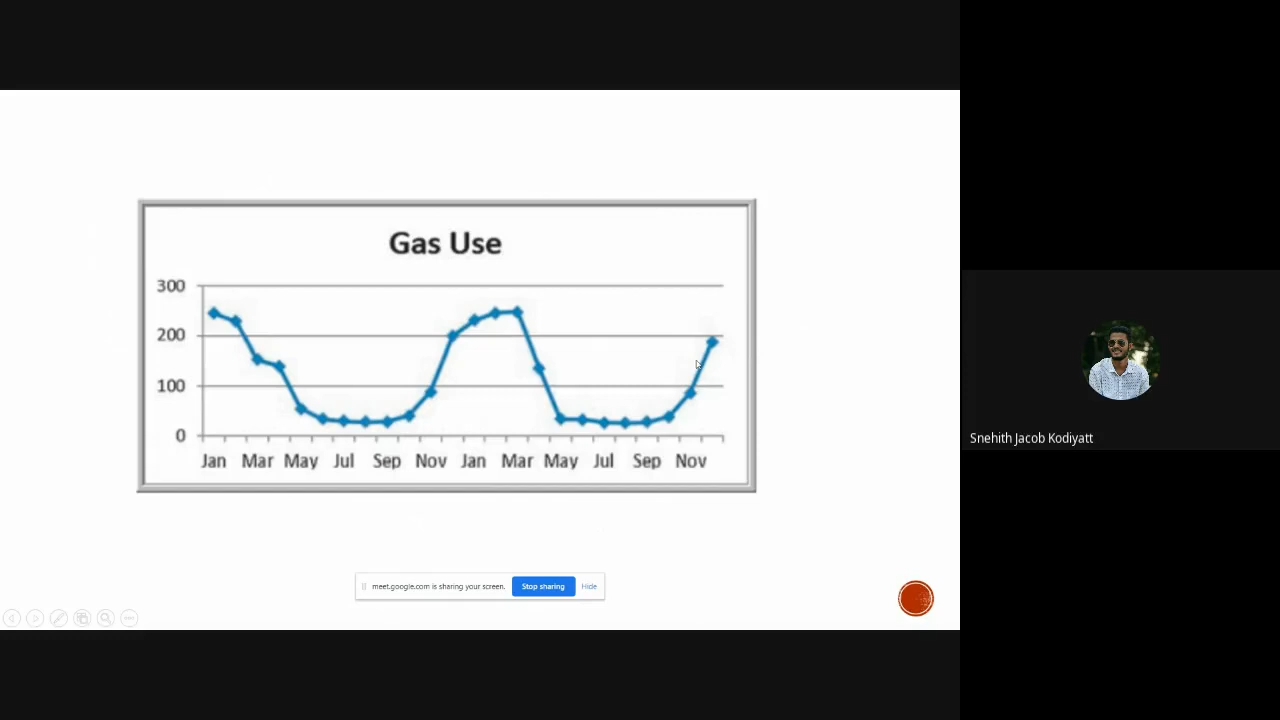 Gas Use
300
200
100
0
Jan Mar May Jul Sep Nov Jan Mar May Jul Sep Nov
meet.google.com is sharing your screen. Stop sharing Hide
Snehith Jacob Kodiyatt